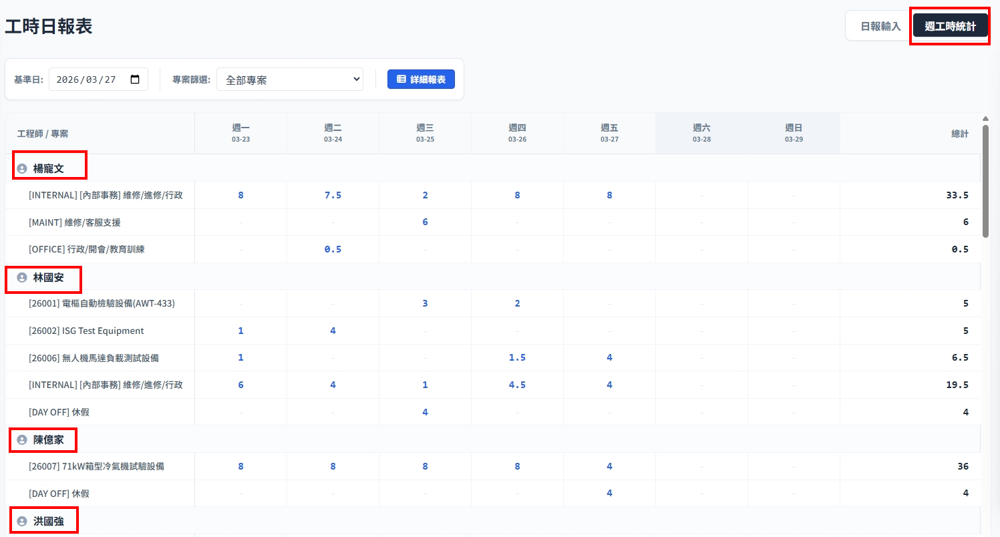 工時日報表
日報輸入 週工時統計
基準日: 2026/03/27 專案篩選: 全部專案 詳細報表
工程師 / 專案 週一 週二 週三 週四 週五 週六 週日 總計
03-23 03-24 03-25 03-26 03-27 03-28 03-29
楊寵文
[INTERNAL] [內部事務] 維修/進修/行政 8 7.5 2 8 8 – – 33.5
[MAINT] 維修/客服支援 – – 6 – – – – 6
[OFFICE] 行政/開會/教育訓練 – 0.5 – – – – – 0.5
林國安
[26001] 電樞自動檢驗設備(AWT-433) – – 3 2 – – – 5
[26002] ISG Test Equipment 1 4 – – – – – 5
[26006] 無人機馬達負載測試設備 1 – – 1.5 4 – – 6.5
[INTERNAL] [內部事務] 維修/進修/行政 6 4 1 4.5 4 – – 19.5
[DAY OFF] 休假 – – 4 – – – – 4
陳億家
[26007] 71kW箱型冷氣機試驗設備 8 8 8 8 4 – – 36
[DAY OFF] 休假 – – – – 4 – – 4
洪國強